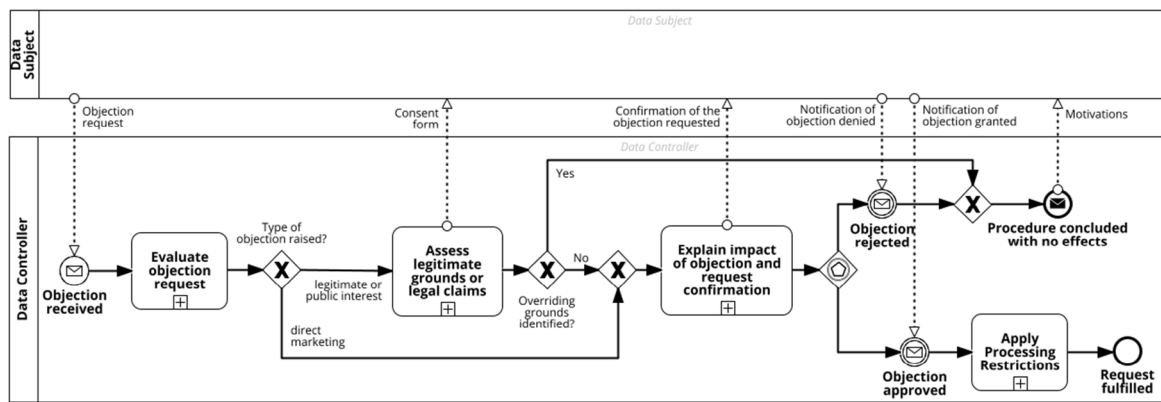 Data Subject
Data
Subject
Objection
request
Consent
form
Confirmation of the
objection requested
Notification of
objection denied
Notification of
objection granted
Motivations
Data Controller
Data Controller
Yes
Type of
objection raised?
Evaluate
objection
request
Objection
received
legitimate or
public interest
direct
marketing
Assess
legitimate
grounds or
legal claims
No
Overriding
grounds
identified?
Explain impact
of objection and
request
confirmation
Objection
rejected
Procedure concluded
with no effects
Objection
approved
Apply
Processing
Restrictions
Request
fulfilled